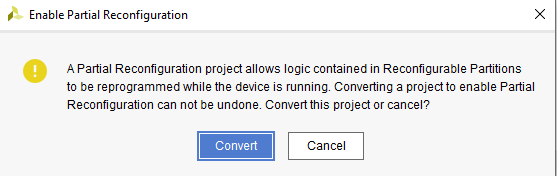 Enable Partial Reconfiguration
A Partial Reconfiguration project allows logic contained in Reconfigurable Partitions
to be reprogrammed while the device is running. Converting a project to enable Partial
Reconfiguration can not be undone. Convert this project or cancel?
Convert
Cancel